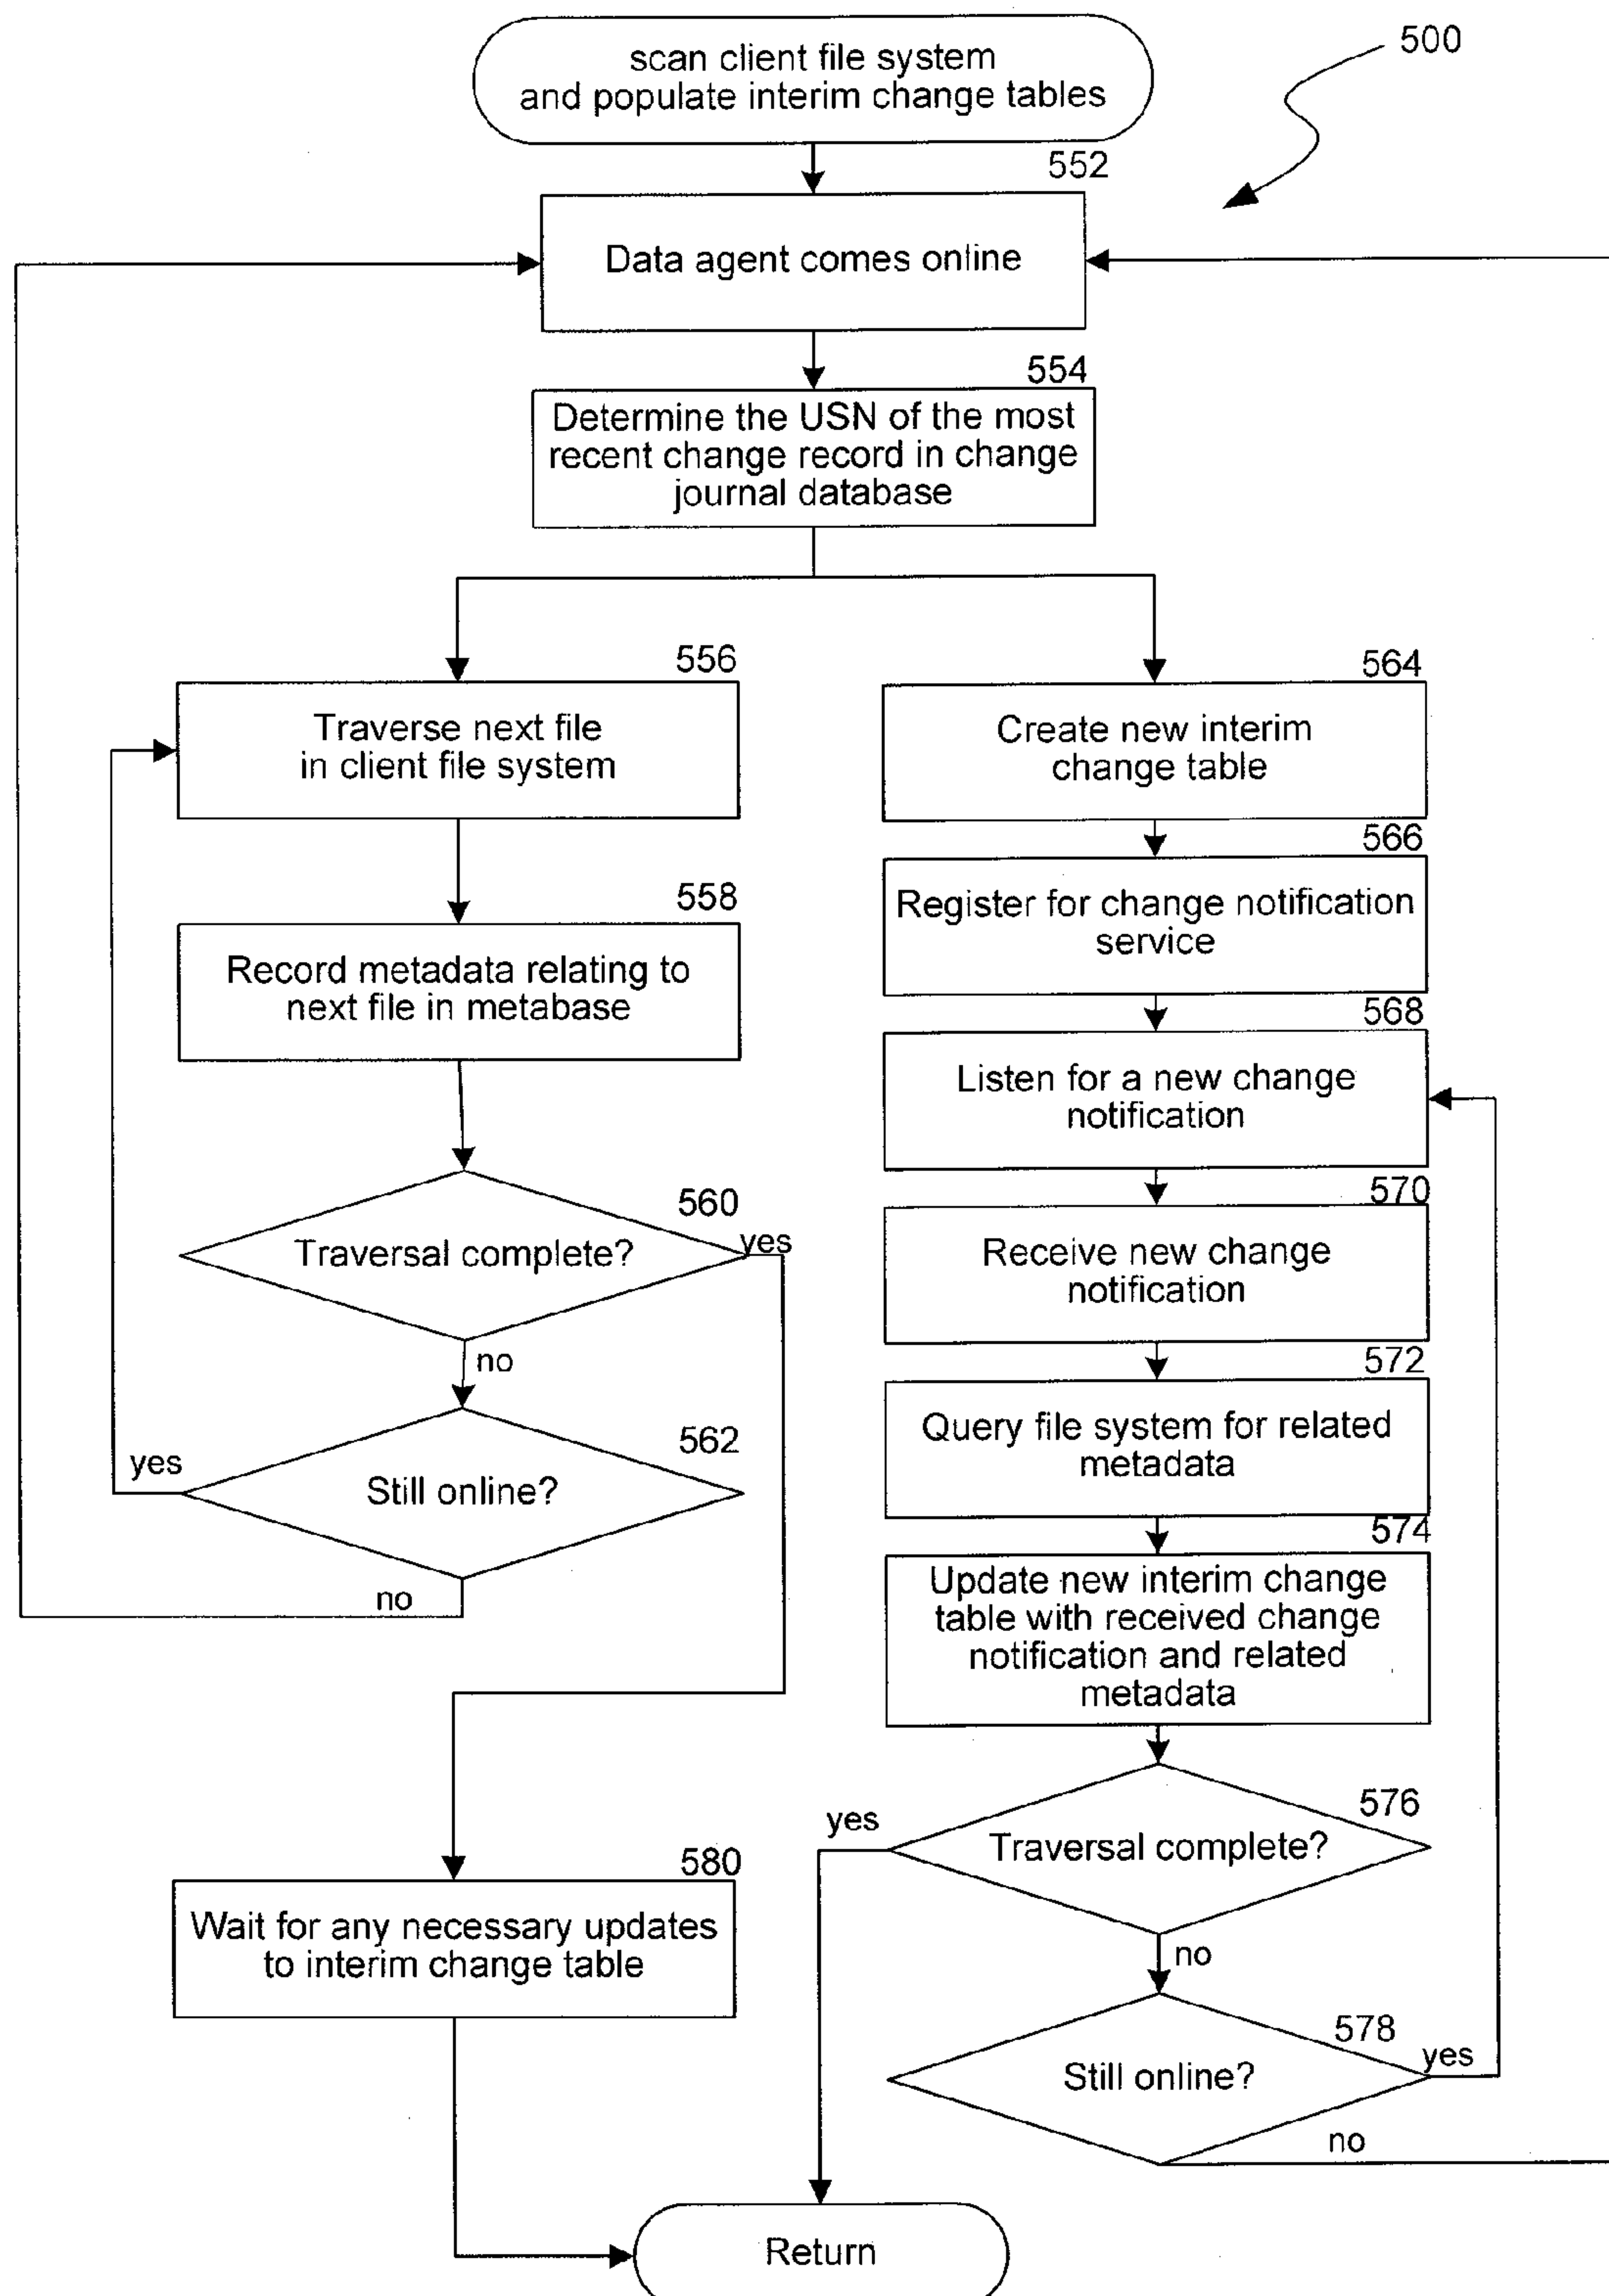 scan client file system
and populate interim change tables
500
552
Data agent comes online
554
Determine the USN of the most
recent change record in change
journal database
556
Traverse next file
in client file system
558
Record metadata relating to
next file in metabase
560
Traversal complete?
yes
no
562
Still online?
yes
no
564
Create new interim
change table
566
Register for change notification
service
568
Listen for a new change
notification
570
Receive new change
notification
572
Query file system for related
metadata
574
Update new interim change
table with received change
notification and related
metadata
576
Traversal complete?
yes
no
578
Still online?
yes
no
580
Wait for any necessary updates
to interim change table
Return